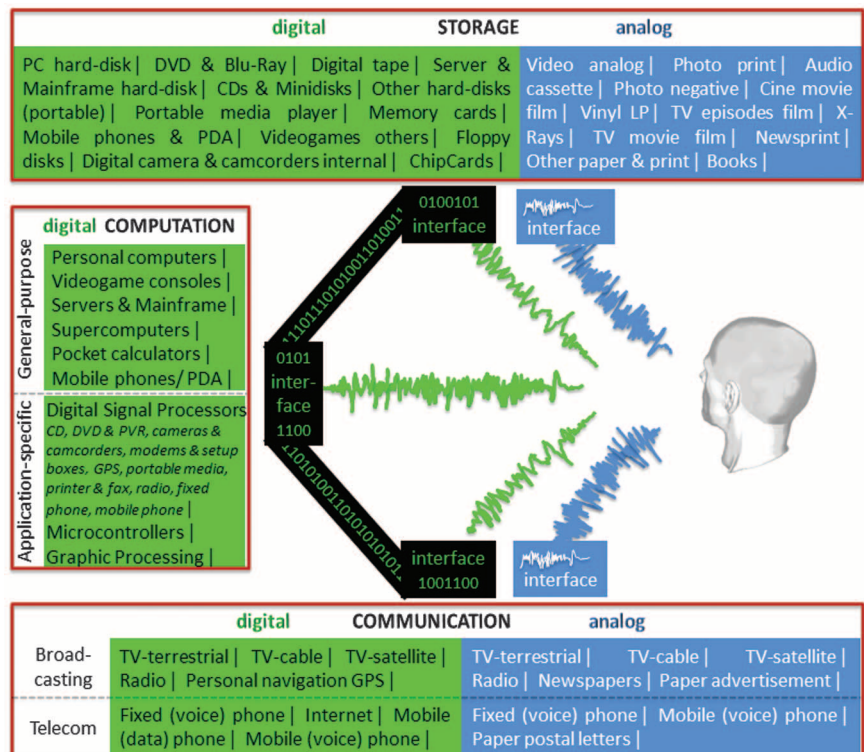 digital STORAGE analog
PC hard-disk | DVD & Blu-Ray | Digital tape | Server &
Mainframe hard-disk | CDs & Minidisks | Other hard-disks
(portable) | Portable media player | Memory cards |
Mobile phones & PDA | Videogames others | Floppy
disks | Digital camera & camcorders internal | ChipCards |
Video analog | Photo print | Audio
cassette | Photo negative | Cine movie
film | Vinyl LP | TV episodes film | X-
Rays | TV movie film | Newsprint |
Other paper & print | Books |
digital COMPUTATION
General-purpose
Personal computers |
Videogame consoles |
Servers & Mainframe |
Supercomputers |
Pocket calculators |
Mobile phones/ PDA |
Application-specific
Digital Signal Processors
CD, DVD & PVR, cameras &
camcorders, modems & setup
boxes, GPS, portable media,
printer & fax, radio, fixed
phone, mobile phone |
Microcontrollers |
Graphic Processing |
0100101
interface
interface
0101
inter-
face
1100
interface
1001100
interface
digital COMMUNICATION analog
Broad-
casting
TV-terrestrial | TV-cable | TV-satellite |
Radio | Personal navigation GPS |
TV-terrestrial | TV-cable | TV-satellite |
Radio | Newspapers | Paper advertisement |
Telecom
Fixed (voice) phone | Internet | Mobile
(data) phone | Mobile (voice) phone |
Fixed (voice) phone | Mobile (voice) phone |
Paper postal letters |